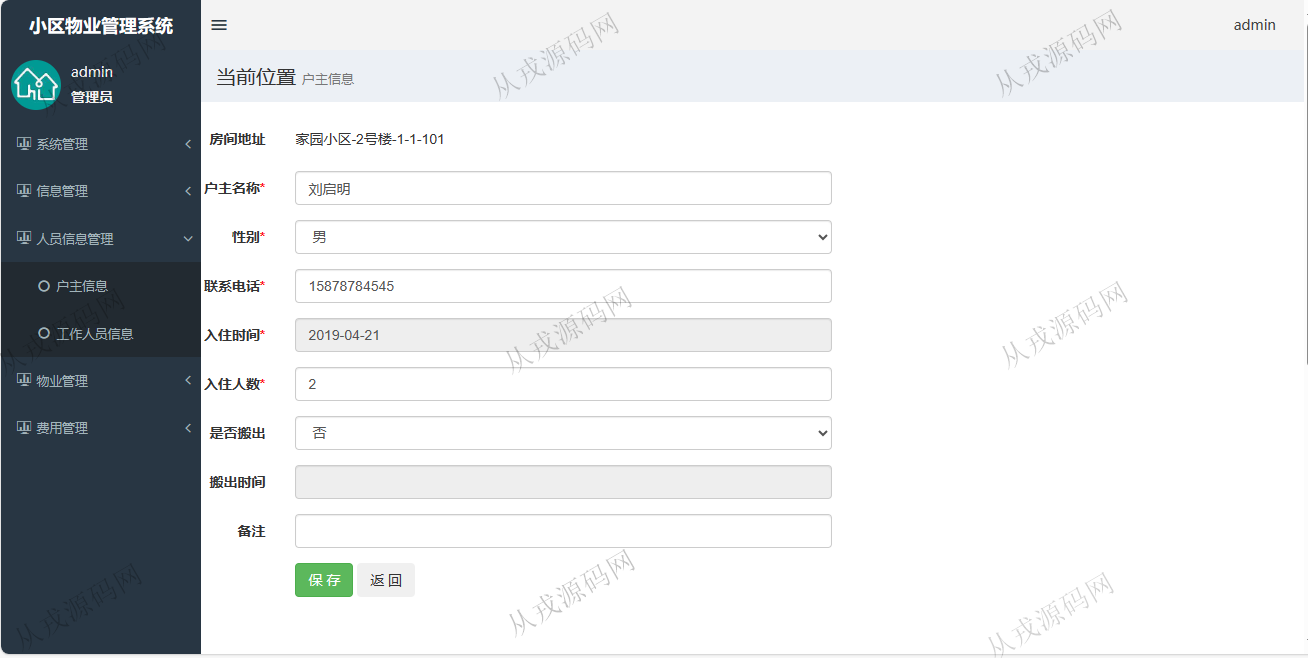 小区物业管理系统
admin
admin
管理员
当前位置 户主信息
系统管理
信息管理
人员信息管理
户主信息
工作人员信息
物业管理
费用管理
房间地址 家园小区-2号楼-1-1-101
户主名称* 刘启明
性别* 男
联系电话* 15878784545
入住时间* 2019-04-21
入住人数* 2
是否搬出 否
搬出时间
备注
保存 返回
从戎源码网
从戎源码网
从戎源码网
从戎源码网
从戎源码网
从戎源码网
从戎源码网
从戎源码网
从戎源码网